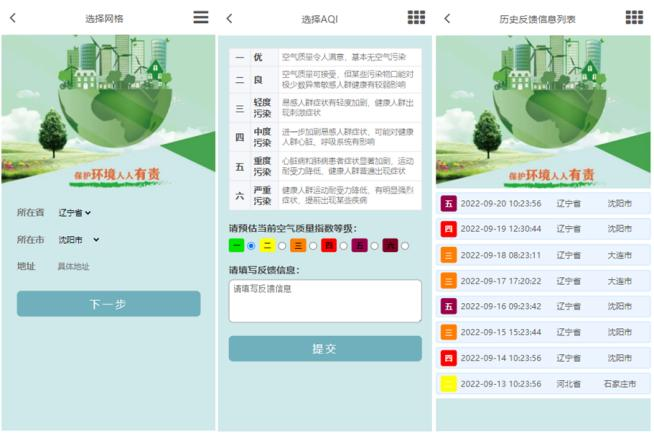 选择网格
保护环境人人有责
所在省 辽宁省
所在市 沈阳市
地址 具体地址
下一步
选择AQI
一 优 空气质量令人满意，基本无空气污染
二 良 空气质量可接受，但某些污染物可能对
极少数异常敏感人群健康有较弱影响
三 轻度
污染 易感人群症状有轻度加剧，健康人群出
现刺激症状
四 中度
污染 进一步加剧易感人群症状，可能对健康
人群心脏、呼吸系统有影响
五 重度
污染 心脏病和肺病患者症状显著加剧，运动
耐受力降低，健康人群普遍出现症状
六 严重
污染 健康人群运动耐受力降低，有明显强烈
症状，提前出现某些疾病
请预估当前空气质量指数等级：
一 二 三 四 五 六
请填写反馈信息：
请填写反馈信息
提交
历史反馈信息列表
保护环境人人有责
五 2022-09-20 10:23:56 辽宁省 沈阳市
四 2022-09-19 12:30:44 辽宁省 沈阳市
三 2022-09-18 08:23:11 辽宁省 大连市
三 2022-09-17 17:20:22 辽宁省 大连市
五 2022-09-16 09:23:42 辽宁省 沈阳市
三 2022-09-15 15:23:44 辽宁省 沈阳市
四 2022-09-14 10:23:56 辽宁省 沈阳市
二 2022-09-13 10:23:56 河北省 石家庄市